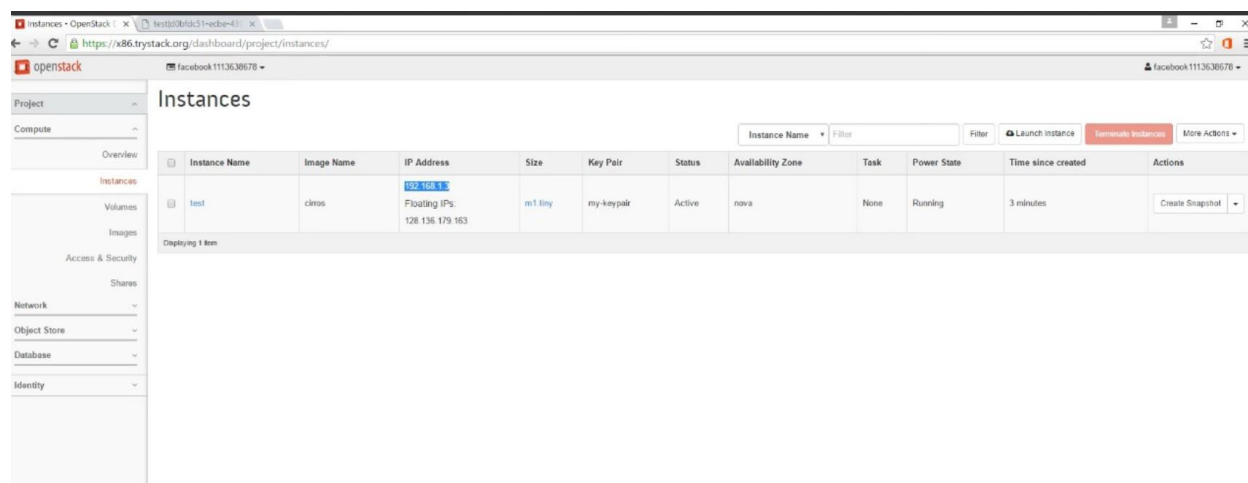 Instances - OpenStack D
test(d0bfdc51-ecbe-43
https://x86.trystack.org/dashboard/project/instances/
openstack
facebook1113638678
facebook1113638678
Project
Compute
Overview
Instances
Volumes
Images
Access & Security
Shares
Network
Object Store
Database
Identity
Instances
Instance Name Filter Filter Launch Instance Terminate Instances More Actions
Instance Name Image Name IP Address Size Key Pair Status Availability Zone Task Power State Time since created Actions
192.168.1.3
test cirros Floating IPs: m1.tiny my-keypair Active nova None Running 3 minutes Create Snapshot
128.136.179.163
Displaying 1 item